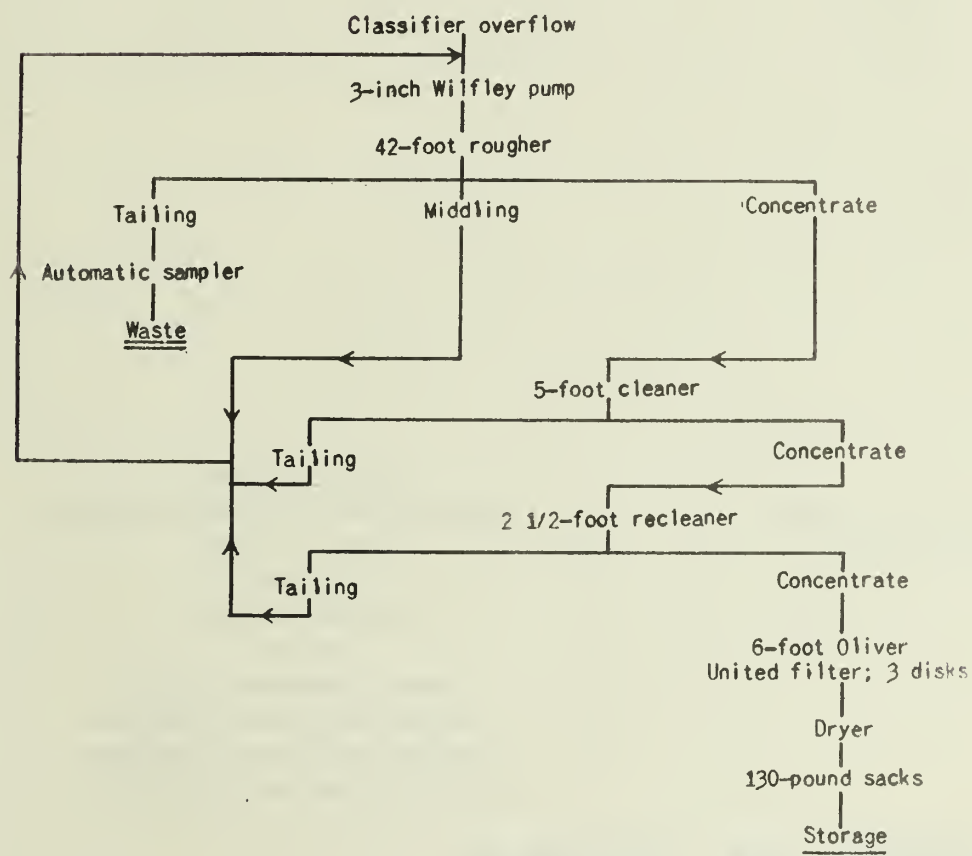 Classifier overflow
3-inch Wilfley pump
42-foot rougher
Tailing
Middling
Concentrate
Automatic sampler
Waste
5-foot cleaner
Tailing
Concentrate
2 1/2-foot recleaner
Tailing
Concentrate
6-foot Oliver
United filter; 3 disks
Dryer
130-pound sacks
Storage